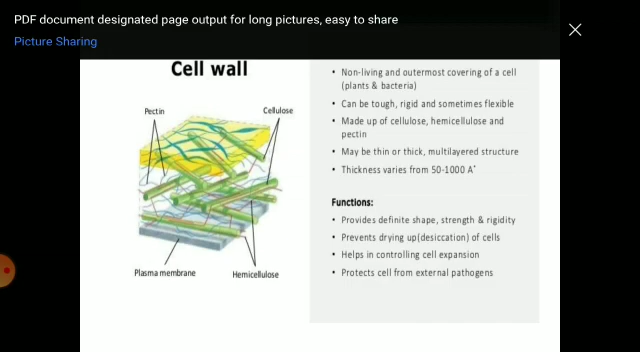 PDF document designated page output for long pictures, easy to share
Picture Sharing
Cell wall
Pectin
Cellulose
Plasma membrane
Hemicellulose
• Non-living and outermost covering of a cell
(plants & bacteria)
• Can be tough, rigid and sometimes flexible
• Made up of cellulose, hemicellulose and
pectin
• May be thin or thick, multilayered structure
• Thickness varies from 50-1000 A°
Functions:
• Provides definite shape, strength & rigidity
• Prevents drying up(desiccation) of cells
• Helps in controlling cell expansion
• Protects cell from external pathogens